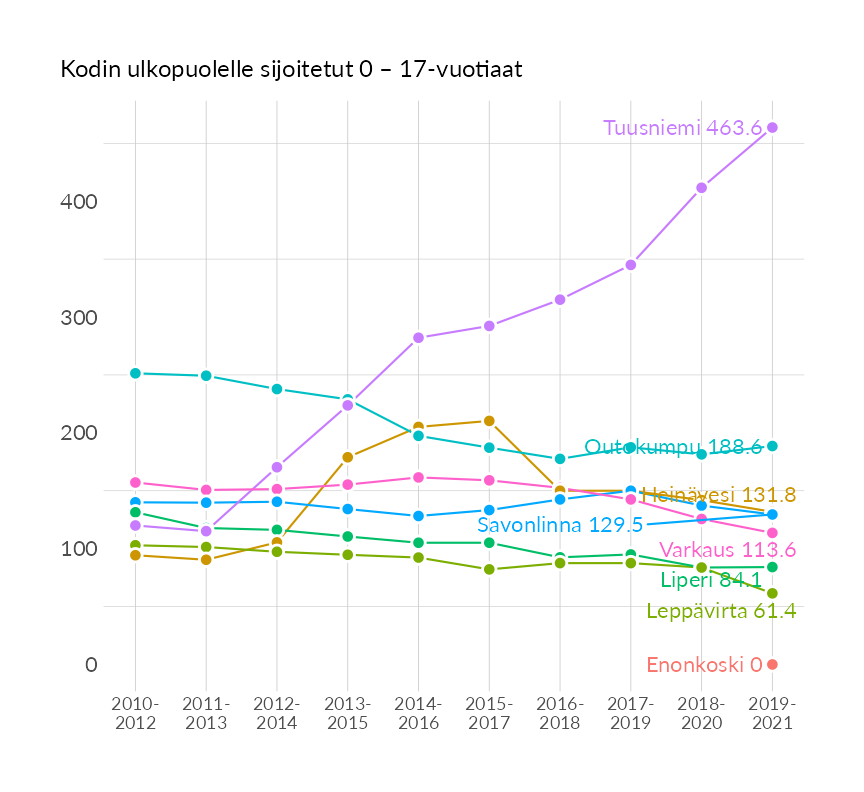 Kodin ulkopuolelle sijoitetut 0 – 17-vuotiaat
Tuusniemi 463.6
400
300
200
Outokumpu 188.6
Heinävesi 131.8
Savonlinna 129.5
100
Varkaus 113.6
Liperi 84.1
Leppävirta 61.4
0
Enonkoski 0
2010- 2011- 2012- 2013- 2014- 2015- 2016- 2017- 2018- 2019-
2012 2013 2014 2015 2016 2017 2018 2019 2020 2021